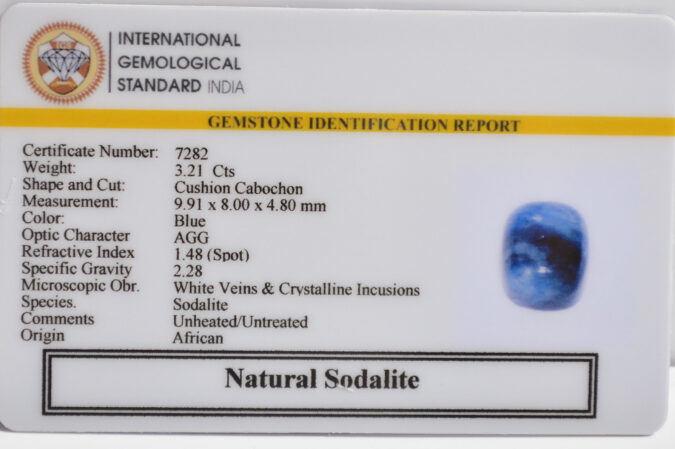 IGS
INTERNATIONAL
GEMOLOGICAL
STANDARD INDIA
GEMSTONE IDENTIFICATION REPORT
Certificate Number: 7282
Weight: 3.21 Cts
Shape and Cut: Cushion Cabochon
Measurement: 9.91 x 8.00 x 4.80 mm
Color: Blue
Optic Character AGG
Refractive Index 1.48 (Spot)
Specific Gravity 2.28
Microscopic Obr. White Veins & Crystalline Incusions
Species. Sodalite
Comments Unheated/Untreated
Origin African
Natural Sodalite